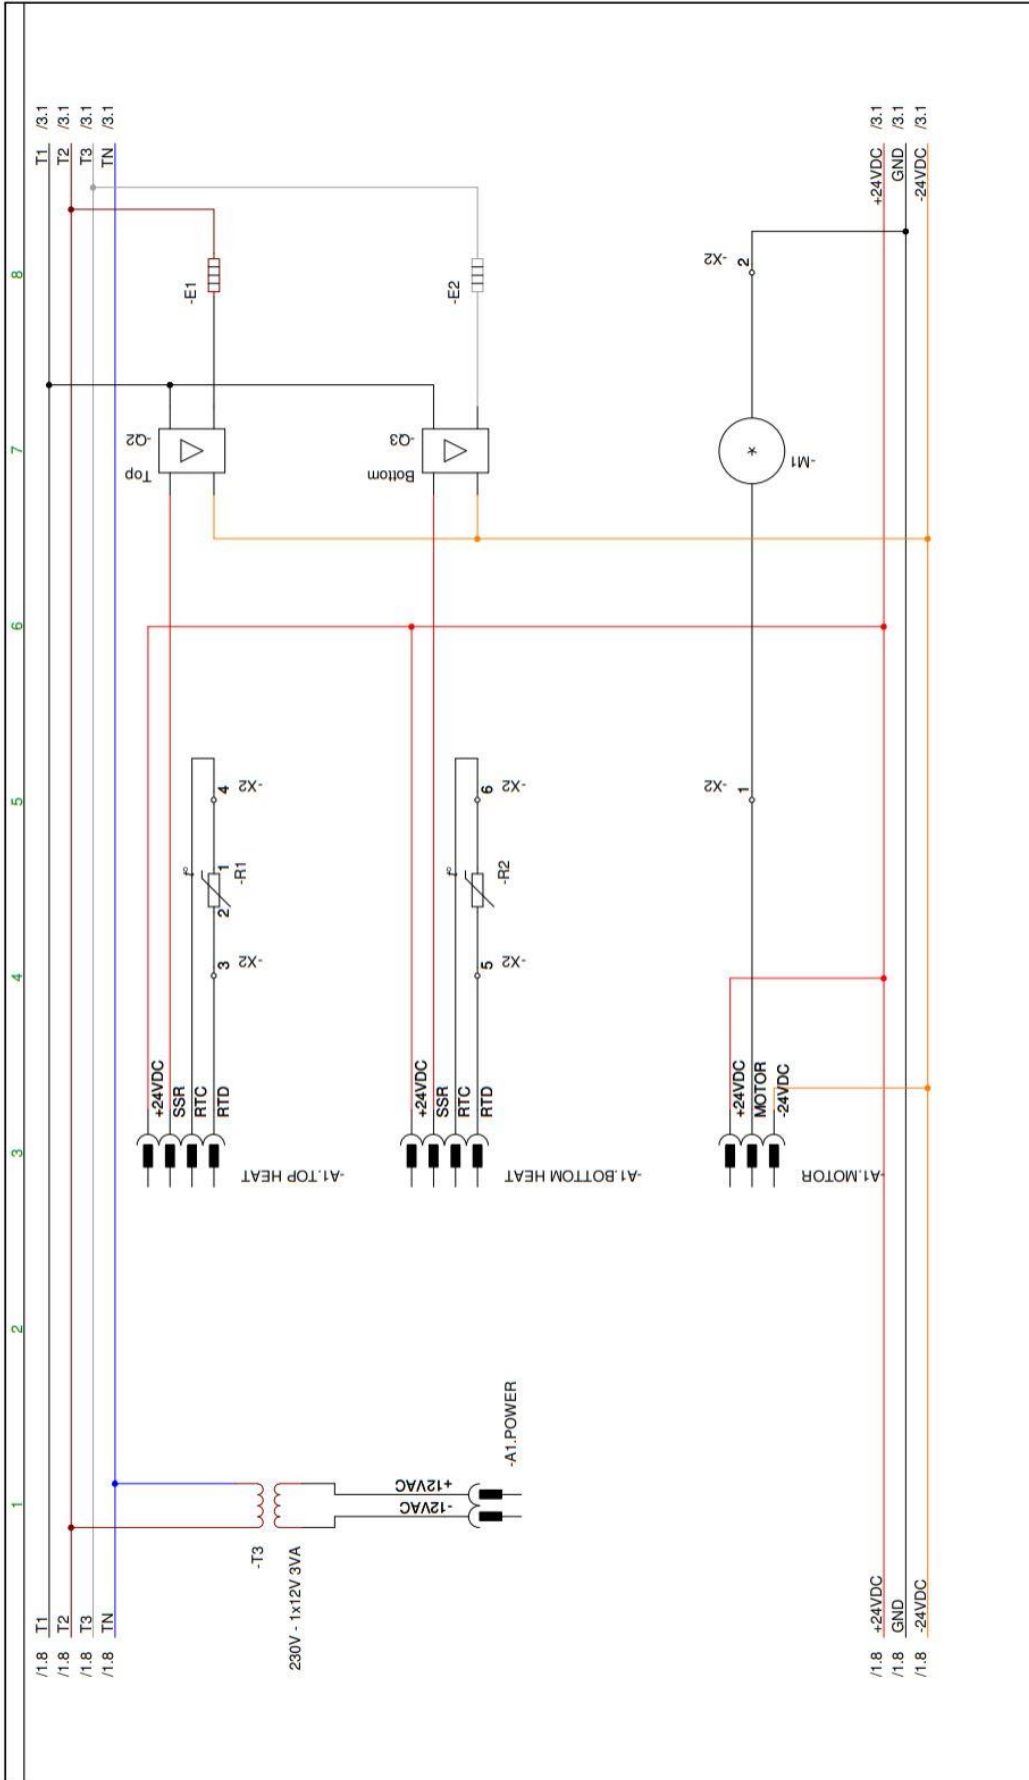 1
2
3
4
5
6
7
8
/1.8 T1
T1 /3.1
/1.8 T2
T2 /3.1
/1.8 T3
T3 /3.1
/1.8 TN
TN /3.1
-T3
230V - 1x12V 3VA
+12VAC
-12VAC
-A1.POWER
+24VDC
SSR
RTC
RTD
-A1.TOP HEAT
3
-X2
t°
2
1
-R1
4
-X2
-Q2
Top
-E1
+24VDC
SSR
RTC
RTD
-A1.BOTTOM HEAT
5
-X2
t°
-R2
6
-X2
-Q3
Bottom
-E2
+24VDC
MOTOR
-24VDC
-A1.MOTOR
-X2
1
*
-M1
-X2
2
/1.8 +24VDC
+24VDC /3.1
/1.8 GND
GND /3.1
/1.8 -24VDC
-24VDC /3.1